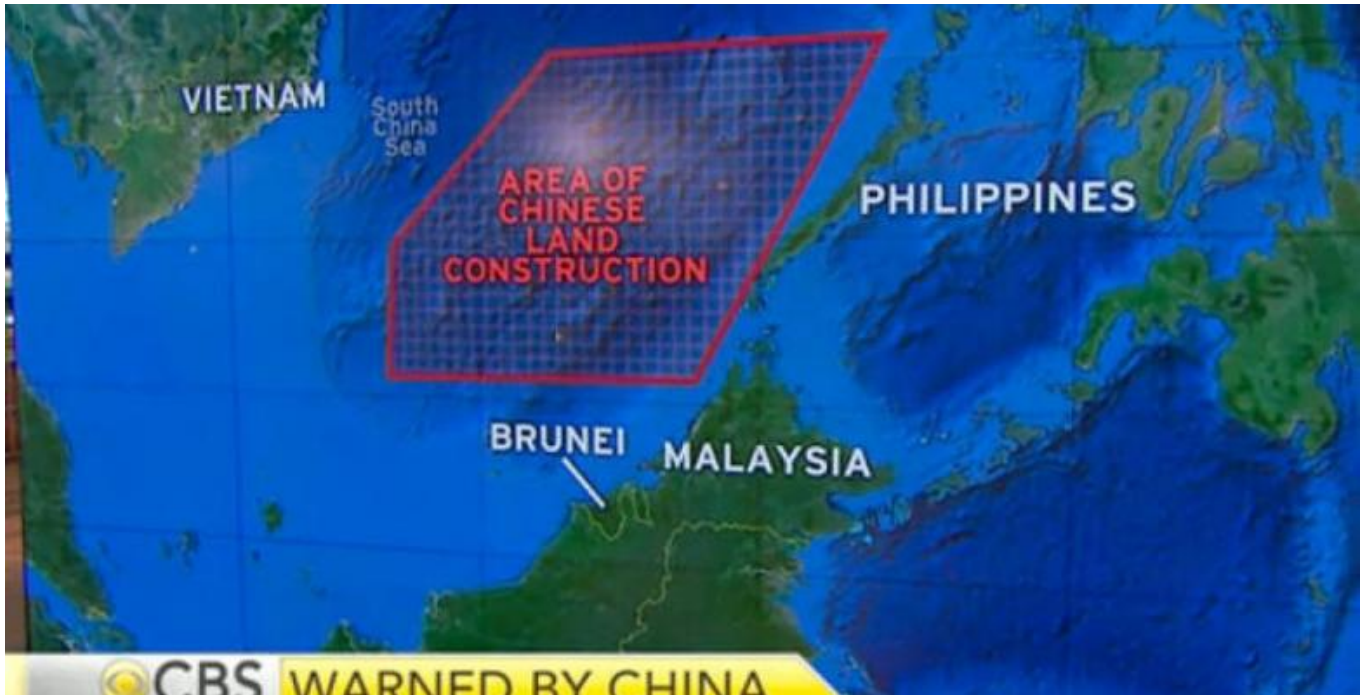 VIETNAM
South
China
Sea
AREA OF
CHINESE
LAND
CONSTRUCTION
PHILIPPINES
BRUNEI
MALAYSIA
CBS WARNED BY CHINA